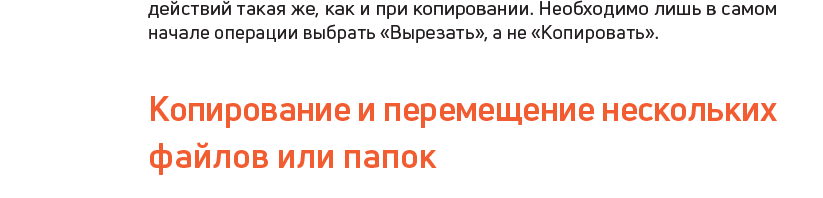 действий такая же, как и при копировании. Необходимо лишь в самом
начале операции выбрать «Вырезать», а не «Копировать».
Копирование и перемещение нескольких
файлов или папок